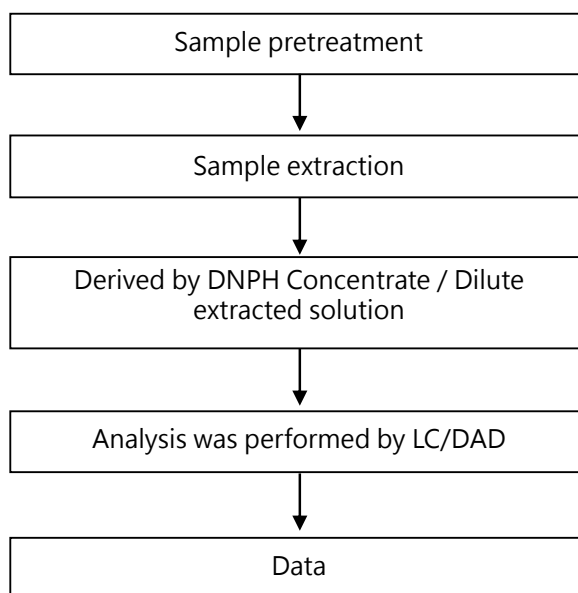 Sample pretreatment
Sample extraction
Derived by DNPH Concentrate / Dilute
extracted solution
Analysis was performed by LC/DAD
Data